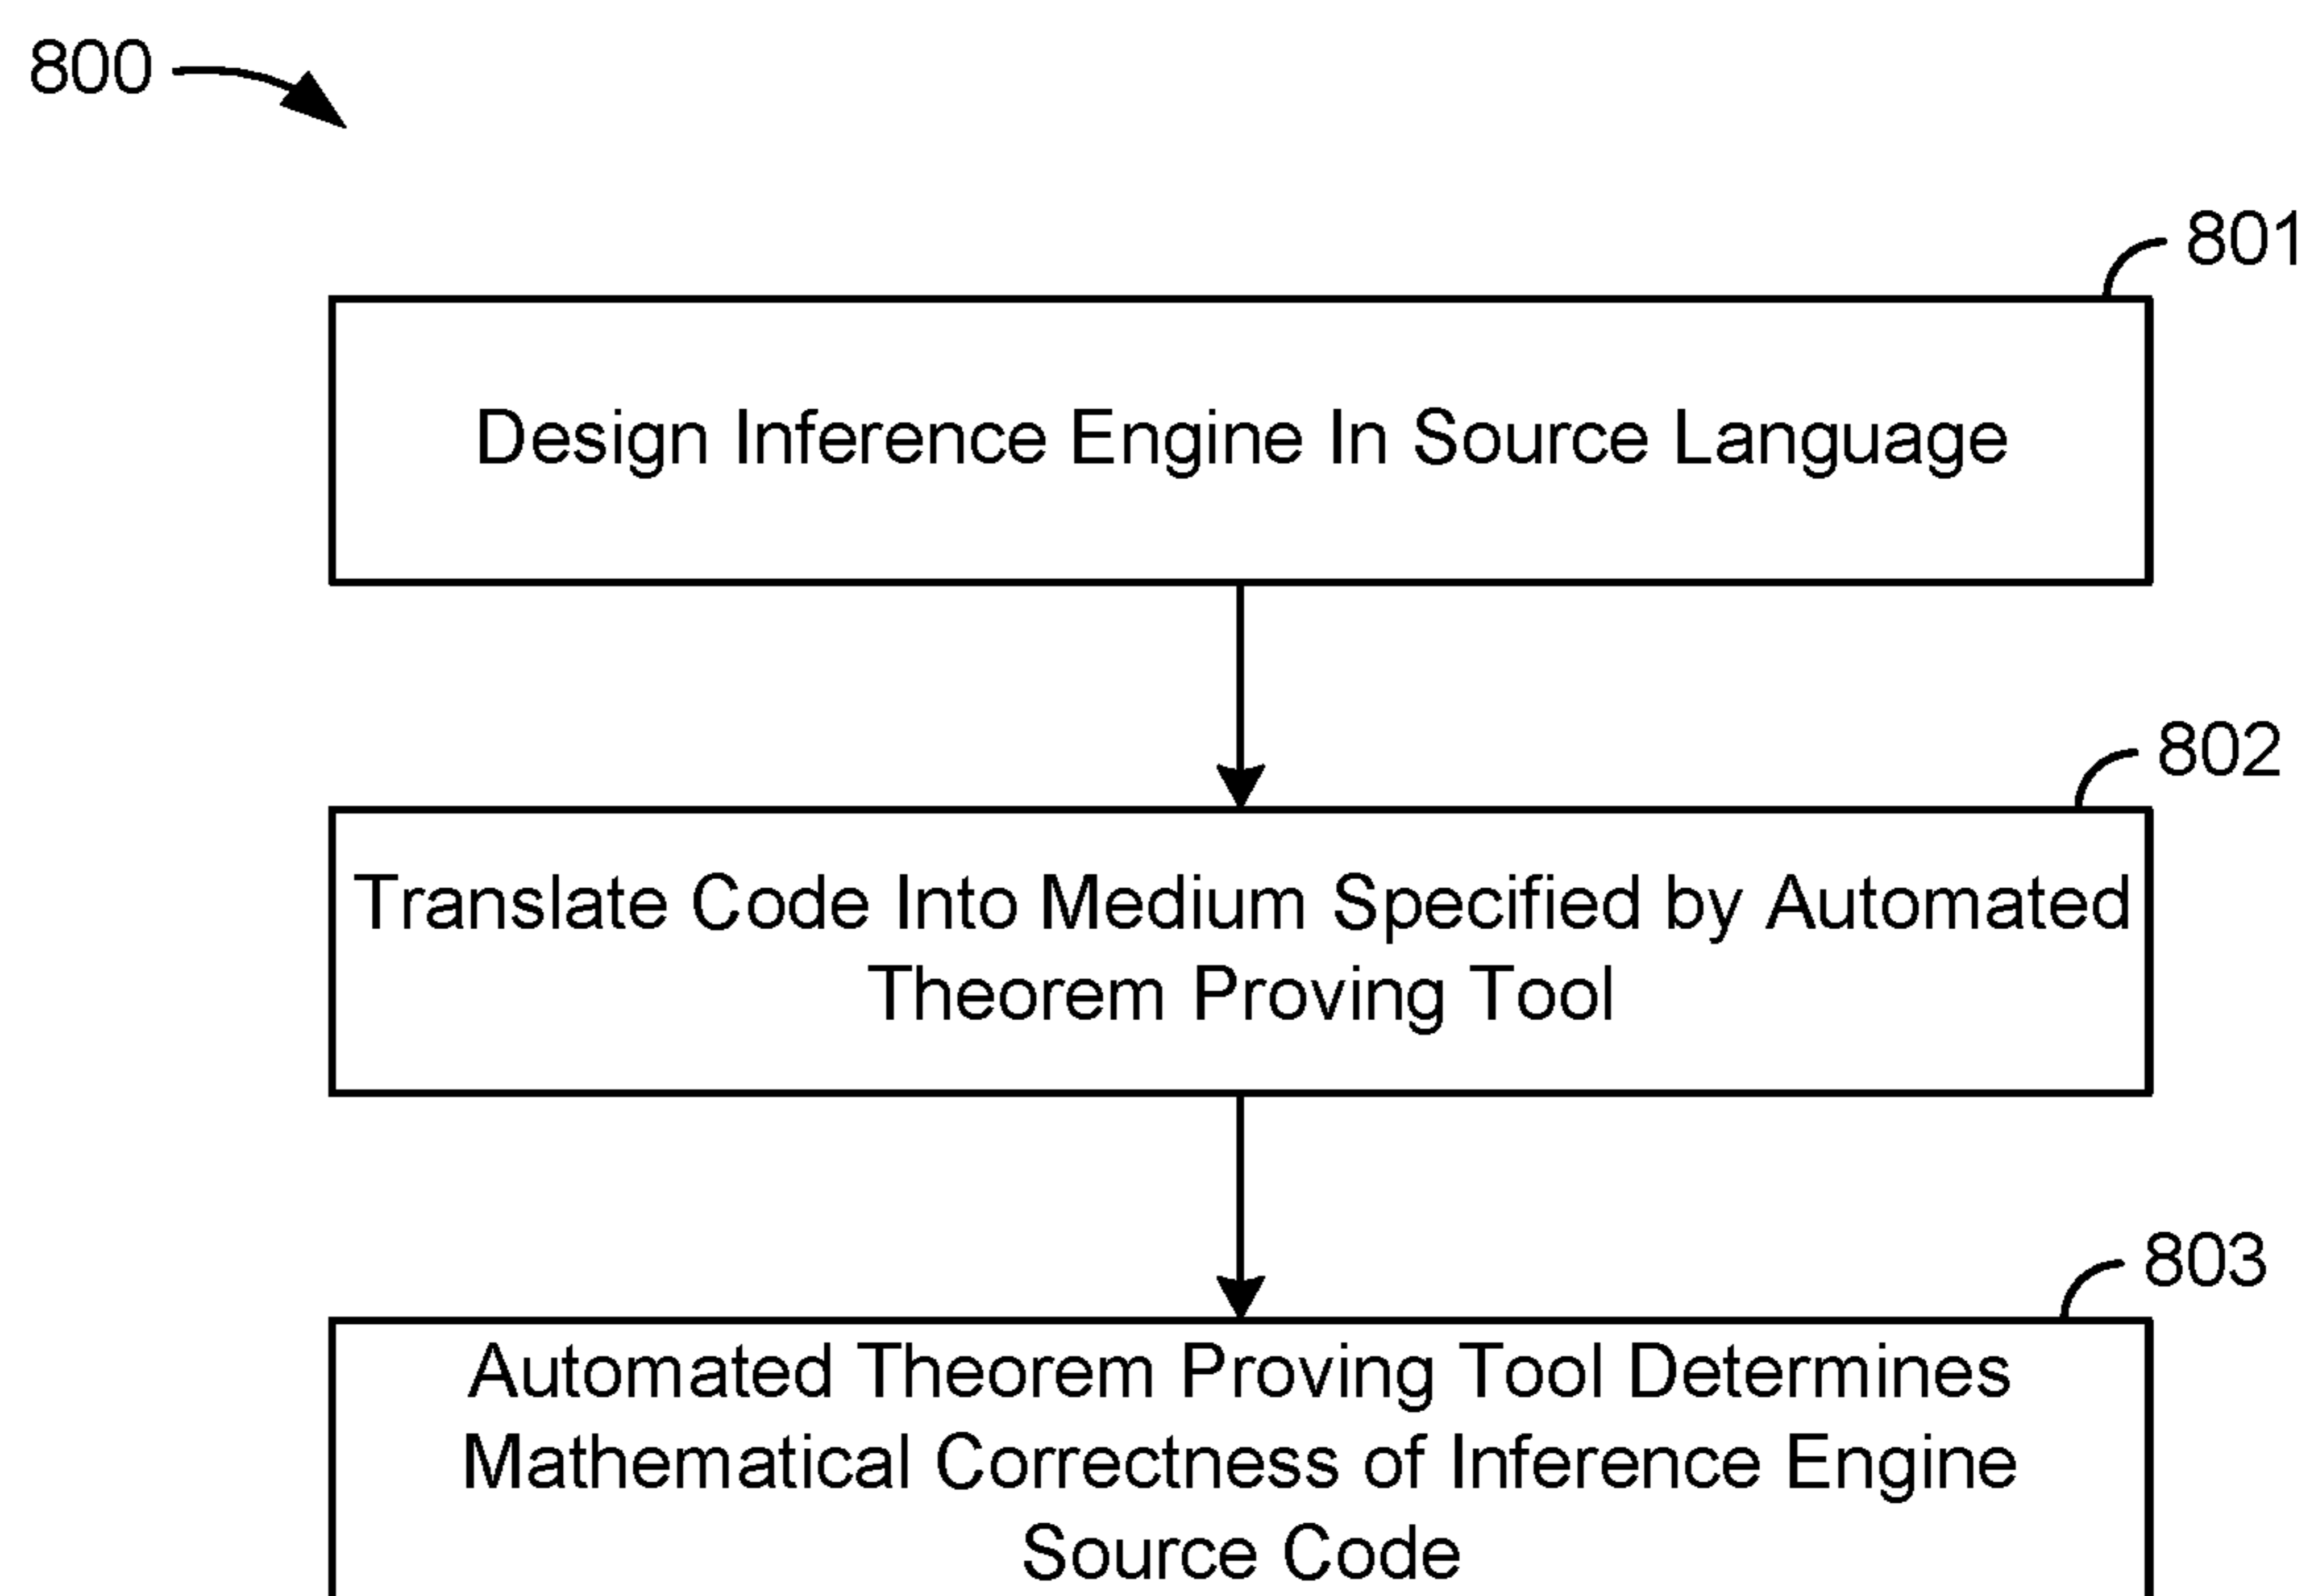 800
801
Design Inference Engine In Source Language
802
Translate Code Into Medium Specified by Automated
Theorem Proving Tool
803
Automated Theorem Proving Tool Determines
Mathematical Correctness of Inference Engine
Source Code